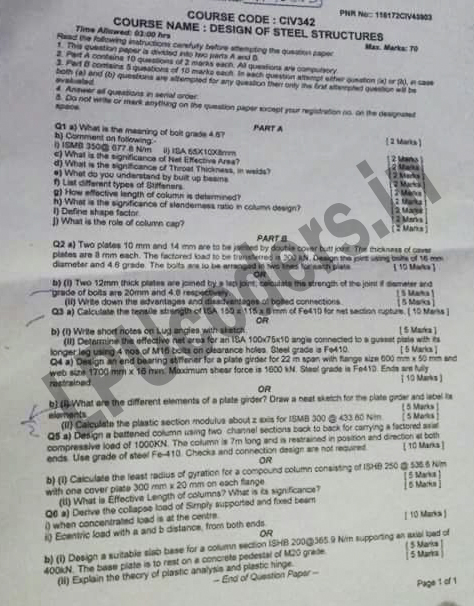 PNR No:: 116172CIV43903
COURSE CODE : CIV342
COURSE NAME : DESIGN OF STEEL STRUCTURES
Time Allowed: 03:00 hrs
Max. Marks: 70
Read the following instructions carefully before attempting the question paper.
1. This question paper is divided into two parts A and B.
2. Part A contains 10 questions of 2 marks each. All questions are compulsory.
3. Part B contains 5 questions of 10 marks each. In each question attempt either question (a) or (b), in case
both (a) and (b) questions are attempted for any question then only the first attempted question will be
evaluated.
4. Answer all questions in serial order.
5. Do not write or mark anything on the question paper except your registration no. on the designated
space.
PART A
Q1 a) What is the meaning of bolt grade 4.6? [ 2 Marks ]
b) Comment on following:-
i) ISMB 350@ 677.8 N/m ii) ISA 65X10X8mm [ 2 Marks ]
c) What is the significance of Net Effective Area? [ 2 Marks ]
d) What is the significance of Throat Thickness, in welds? [ 2 Marks ]
e) What do you understand by built up beams [ 2 Marks ]
f) List different types of Stiffeners. [ 2 Marks ]
g) How effective length of column is determined? [ 2 Marks ]
h) What is the significance of slenderness ratio in column design? [ 2 Marks ]
i) Define shape factor. [ 2 Marks ]
j) What is the role of column cap? [ 2 Marks ]
PART B
Q2 a) Two plates 10 mm and 14 mm are to be joined by double cover butt joint. The thickness of cover
plates are 8 mm each. The factored load to be transferred is 300 kN. Design the joint using bolts of 16 mm
diameter and 4.6 grade. The bolts are to be arranged plate. [ 10 Marks ]
OR
b) (i) Two 12mm thick plates are joined by strength of the joint if diameter and
grade of bolts are 20mm and 4.6 respectively [ 5 Marks ]
(ii) Write down the advantages and disadvantages connections. [ 5 Marks ]
Q3 a) Calculate the tensile strength of ISA 150 x mm of Fe410 for net section rupture. [ 10 Marks ]
OR
b) (i) Write short notes on Lug angles with [ 5 Marks ]
(ii) Determine the effective area for an ISA 100x75x10 angle connected to a gusset plate with its
longer leg using 4 nos of M16 bolts clearance holes. Steel grade is Fe410. [ 5 Marks ]
Q4 a) Design an end bearing stiffener for a plate girder for 22 m span with flange size 600 mm x 50 mm and
web size 1700 mm x 16 mm. Maximum shear force is 1600 kN. Steel grade is Fe410. Ends are fully
restrained. [ 10 Marks ]
OR
b) (i) What are the different elements of a plate girder? Draw a neat sketch for the plate girder and label its
elements. [ 5 Marks ]
(ii) Calculate the plastic section modulus about z axis for ISMB 300 @ 433.60 N/m. [ 5 Marks ]
Q5 a) Design a battened column using two channel sections back to back for carrying a factored axial
compressive load of 1000KN. The column is 7m long and is restrained in position and direction at both
ends. Use grade of steel Fe-410. Checks and connection design are not required. [ 10 Marks ]
OR
b) (i) Calculate the least radius of gyration for a compound column consisting of ISHB 250 @ 536.6 N/m
with one cover plate 300 mm x 20 mm on each flange [ 5 Marks ]
(ii) What is Effective Length of columns? What is its significance? [ 5 Marks ]
Q6 a) Derive the collapse load of Simply supported and fixed beam
i) when concentrated load is at the centre. [ 10 Marks ]
ii) Ecentric load with a and b distance, from both ends.
OR
b) (i) Design a suitable slab base for a column section ISHB 200@365.9 N/m supporting an axial load of
400kN. The base plate is to rest on a concrete pedestal of M20 grade. [ 5 Marks ]
(ii) Explain the theory of plastic analysis and plastic hinge. [ 5 Marks ]
-- End of Question Paper --
Page 1 of 1
LPUcoders.in